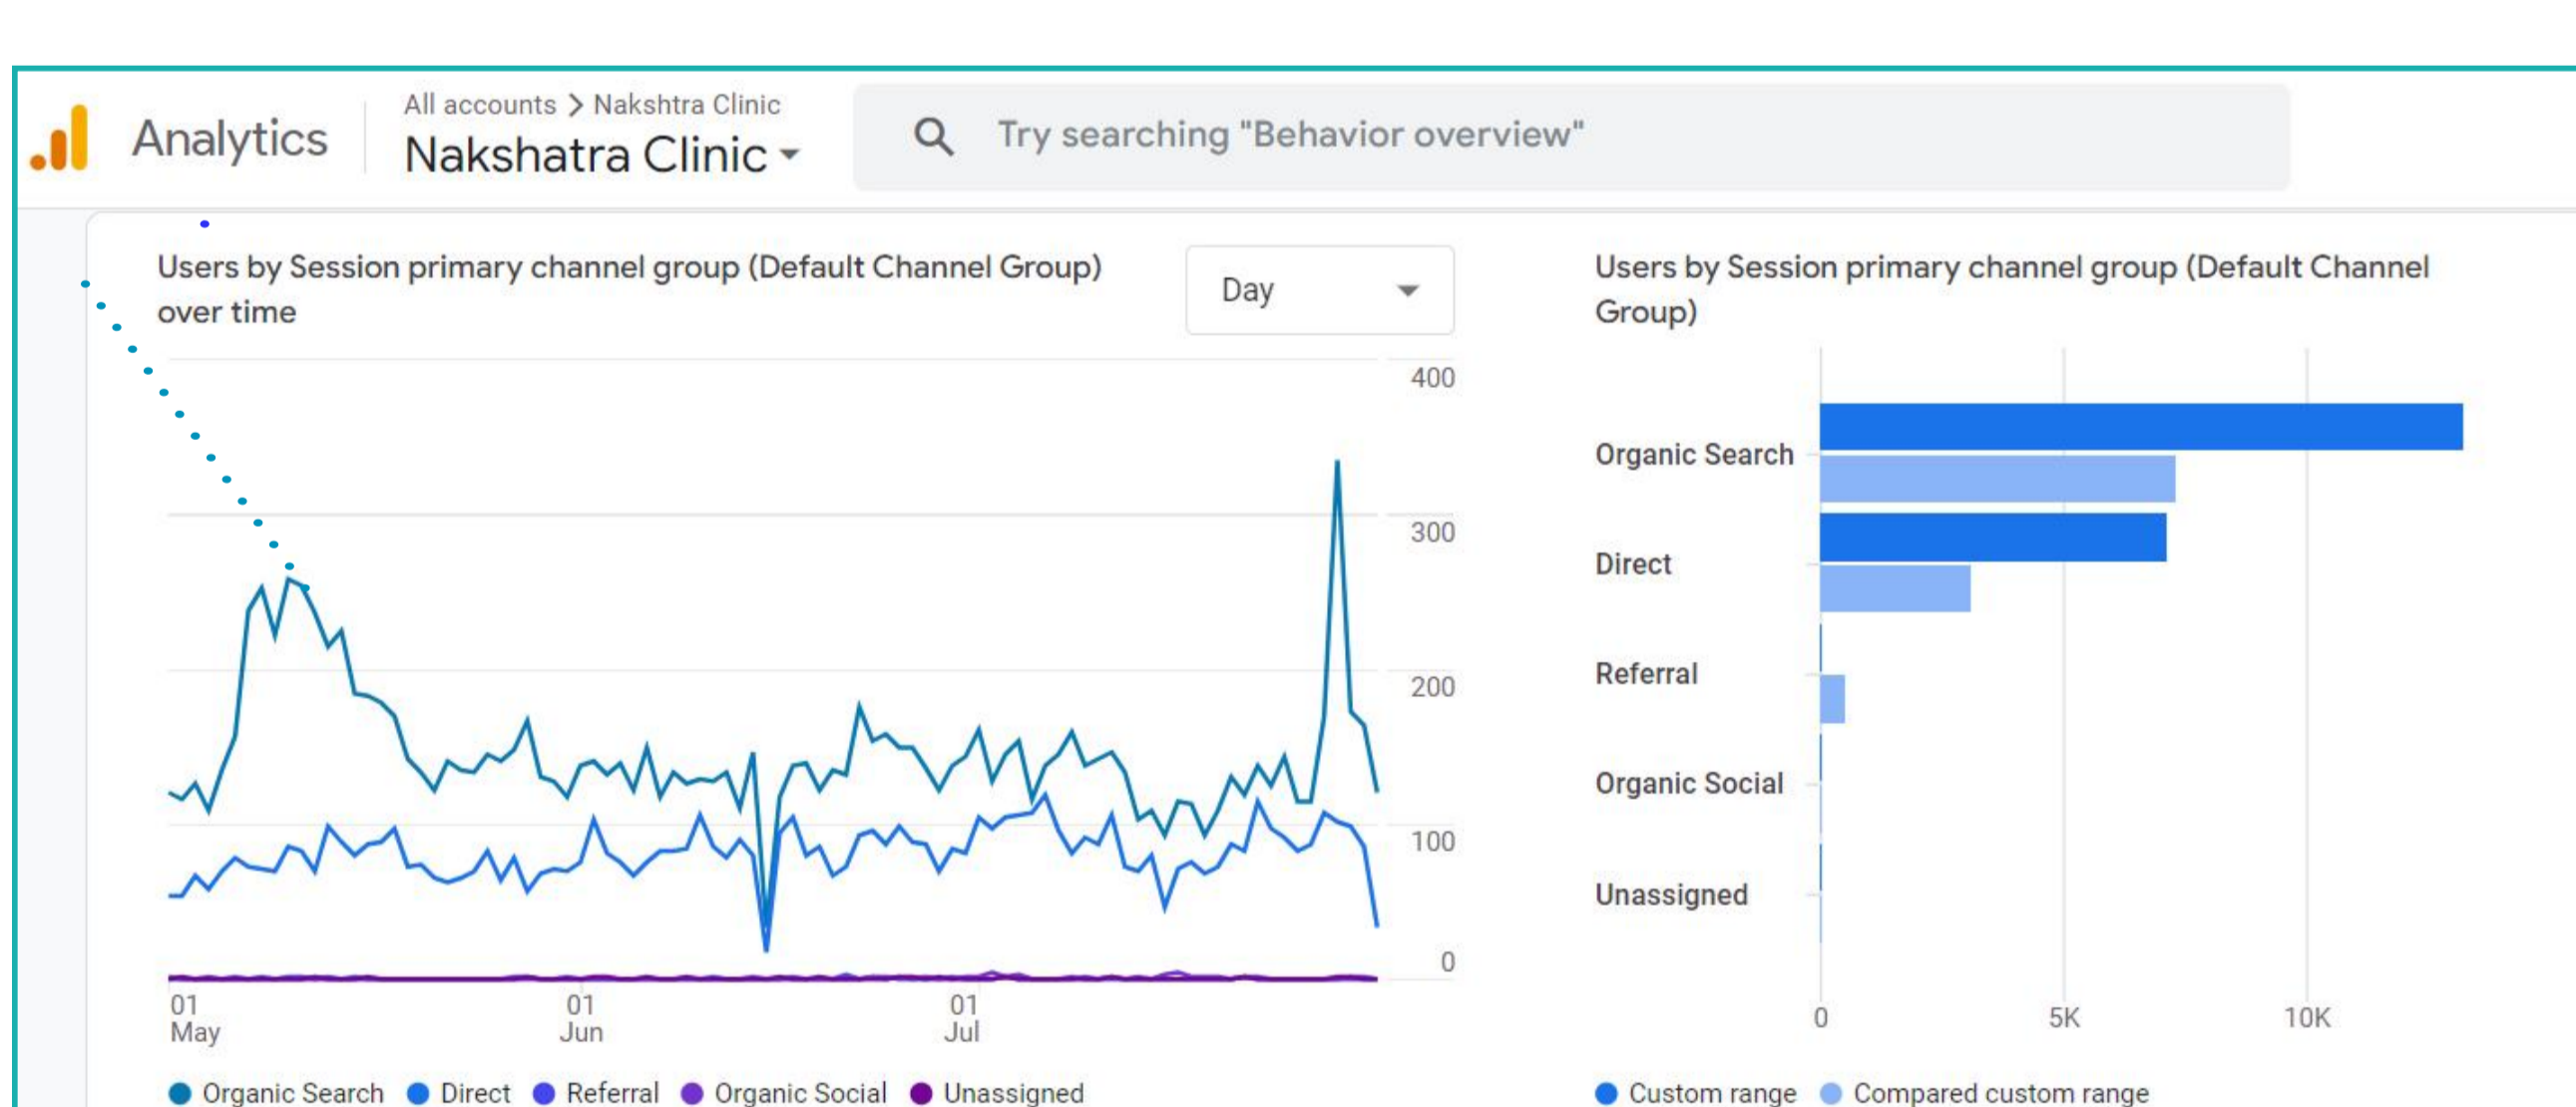 Analytics
All accounts > Nakshtra Clinic
Nakshatra Clinic
Try searching "Behavior overview"
Users by Session primary channel group (Default Channel Group)
over time
Day
400
300
200
100
0
01
May
01
Jun
01
Jul
Organic Search Direct Referral Organic Social Unassigned
Users by Session primary channel group (Default Channel
Group)
Organic Search
Direct
Referral
Organic Social
Unassigned
0 5K 10K
Custom range Compared custom range